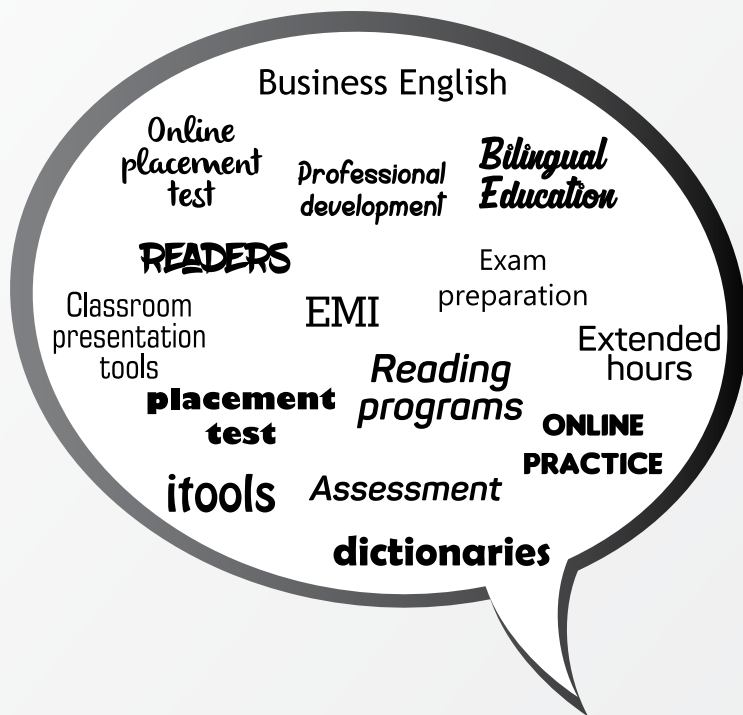 Business English
Online
placement
test
Professional
development
Bilingual
Education
READERS
Exam
preparation
Classroom
presentation
tools
EMI
Extended
hours
Reading
programs
placement
test
ONLINE
PRACTICE
itools
Assessment
dictionaries